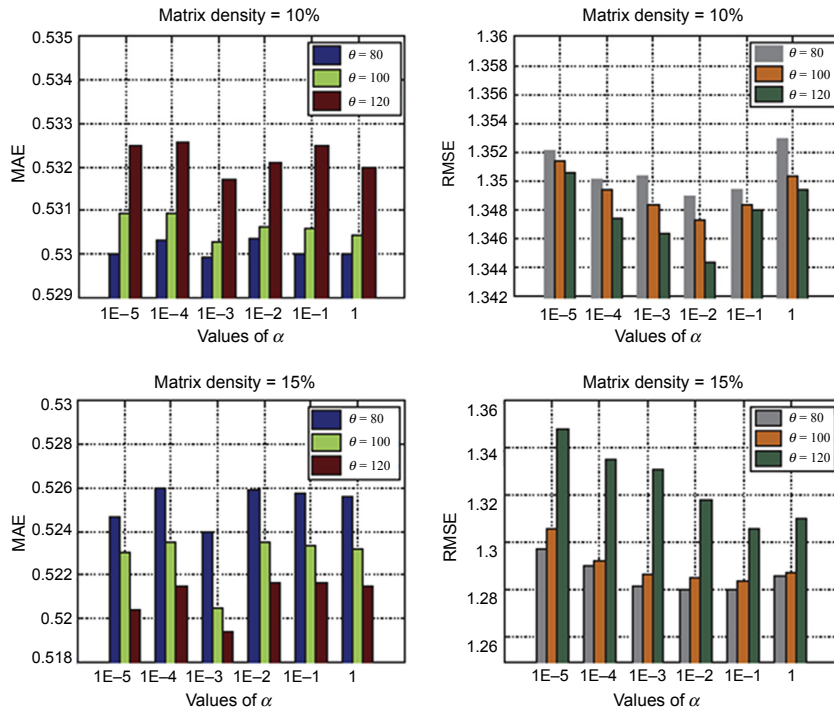 Matrix density = 10%
MAE
0.535
0.534
0.533
0.532
0.531
0.53
0.529
θ = 80
θ = 100
θ = 120
1E–5 1E–4 1E–3 1E–2 1E–1 1
Values of α
Matrix density = 10%
RMSE
1.36
1.358
1.356
1.354
1.352
1.350
1.348
1.346
1.344
1.342
θ = 80
θ = 100
θ = 120
1E–5 1E–4 1E–3 1E–2 1E–1 1
Values of α
Matrix density = 15%
MAE
0.53
0.528
0.526
0.524
0.522
0.52
0.518
θ = 80
θ = 100
θ = 120
1E–5 1E–4 1E–3 1E–2 1E–1 1
Values of α
Matrix density = 15%
RMSE
1.36
1.34
1.32
1.3
1.28
1.26
θ = 80
θ = 100
θ = 120
1E–5 1E–4 1E–3 1E–2 1E–1 1
Values of α